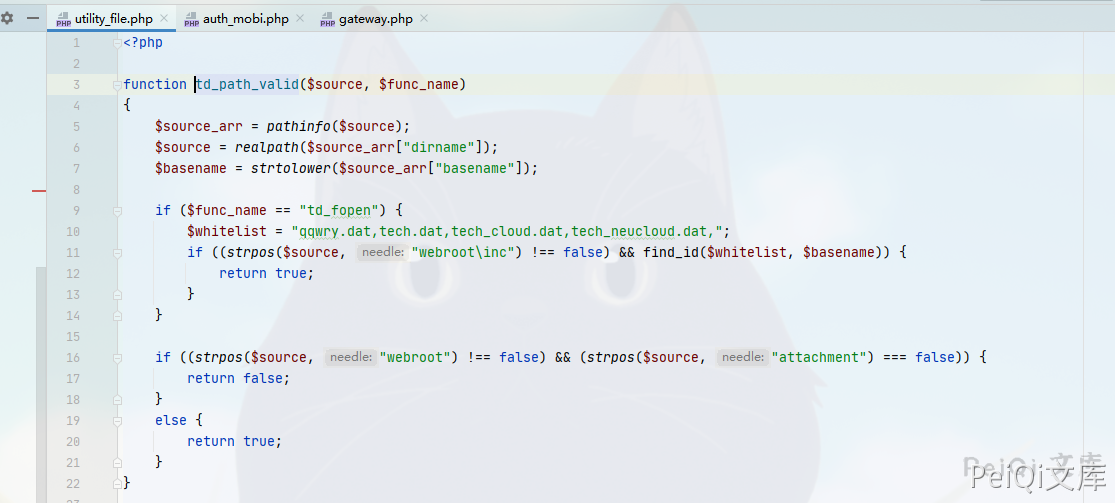 utility_file.php auth_mobi.php gateway.php
1 <?php
2
3 function td_path_valid($source, $func_name)
4 {
5 $source_arr = pathinfo($source);
6 $source = realpath($source_arr["dirname"]);
7 $basename = strtolower($source_arr["basename"]);
8
9 if ($func_name == "td_fopen") {
10 $whitelist = "qqwry.dat,tech.dat,tech_cloud.dat,tech_neucloud.dat,";
11 if ((strpos($source, needle: "webroot\inc") !== false) && find_id($whitelist, $basename)) {
12 return true;
13 }
14 }
15
16 if ((strpos($source, needle: "webroot") !== false) && (strpos($source, needle: "attachment") === false)) {
17 return false;
18 }
19 else {
20 return true;
21 }
22 }
PeiQi 文库
PeiQi文库